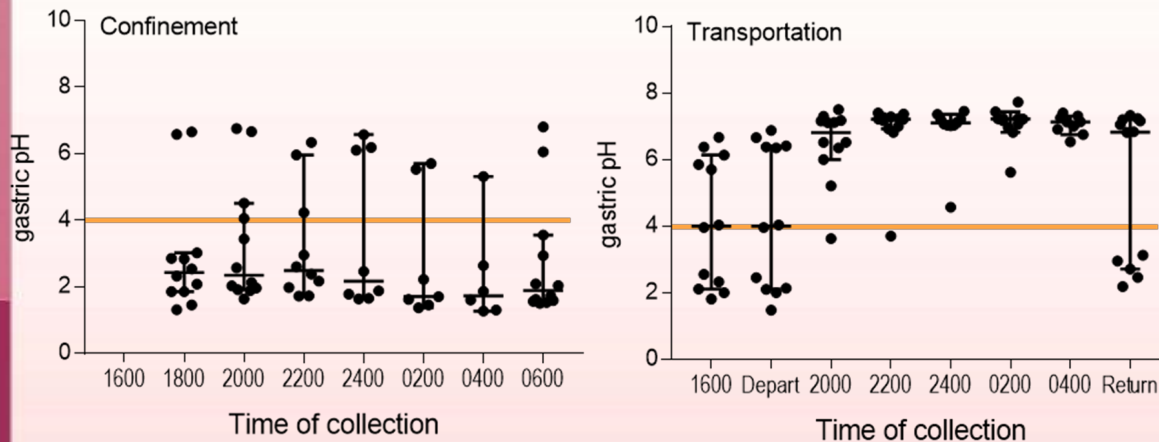 Confinement
10
8
6
4
2
0
gastric pH
1600 1800 2000 2200 2400 0200 0400 0600
Time of collection
Transportation
10
8
6
4
2
0
gastric pH
1600 Depart 2000 2200 2400 0200 0400 Return
Time of collection